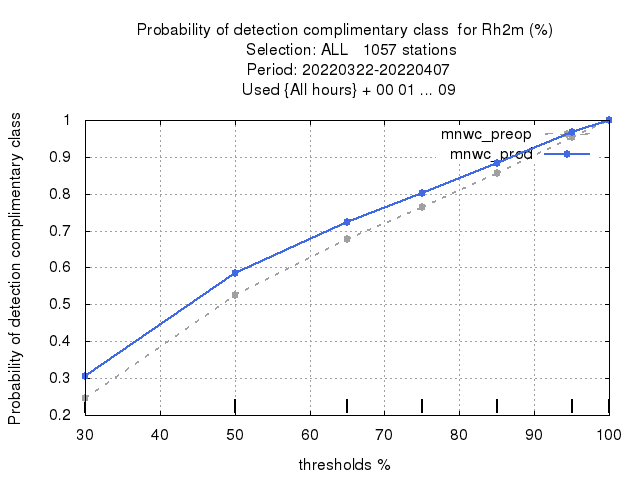 Probability of detection complimentary class  for Rh2m (%)
Selection: ALL   1057 stations
Period: 20220322-20220407
Used {All hours} + 00 01 ... 09
Probability of detection complimentary class
mnwc_preop
mnwc_prod
1
0.9
0.8
0.7
0.6
0.5
0.4
0.3
0.2
30 40 50 60 70 80 90 100
thresholds %